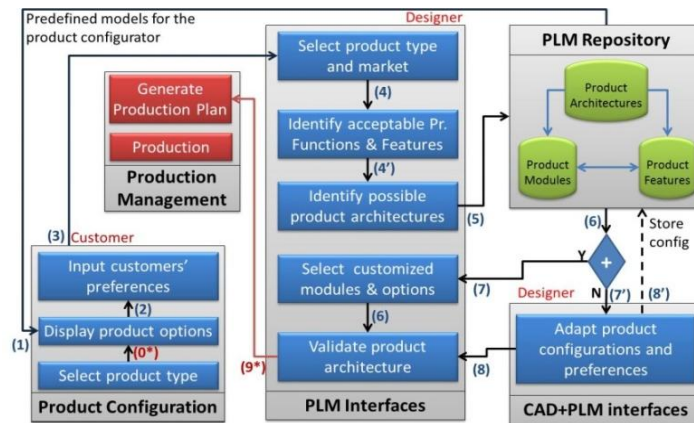 Predefined models for the
product configurator
Designer
Select product type
and market
(4)
Identify acceptable Pr.
Functions & Features
(4')
Identify possible
product architectures
(5)
Select customized
modules & options
(7)
(6)
Validate product
architecture
(8)
PLM Interfaces
PLM Repository
Product
Architectures
Product
Modules
Product
Features
(6)
Store
config
Y
+
N
(7')
(8')
Designer
Adapt product
configurations and
preferences
CAD+PLM interfaces
Generate
Production Plan
Production
Production
Management
(9*)
(3)
Customer
Input customers'
preferences
(2)
Display product options
(1)
(0*)
Select product type
Product Configuration